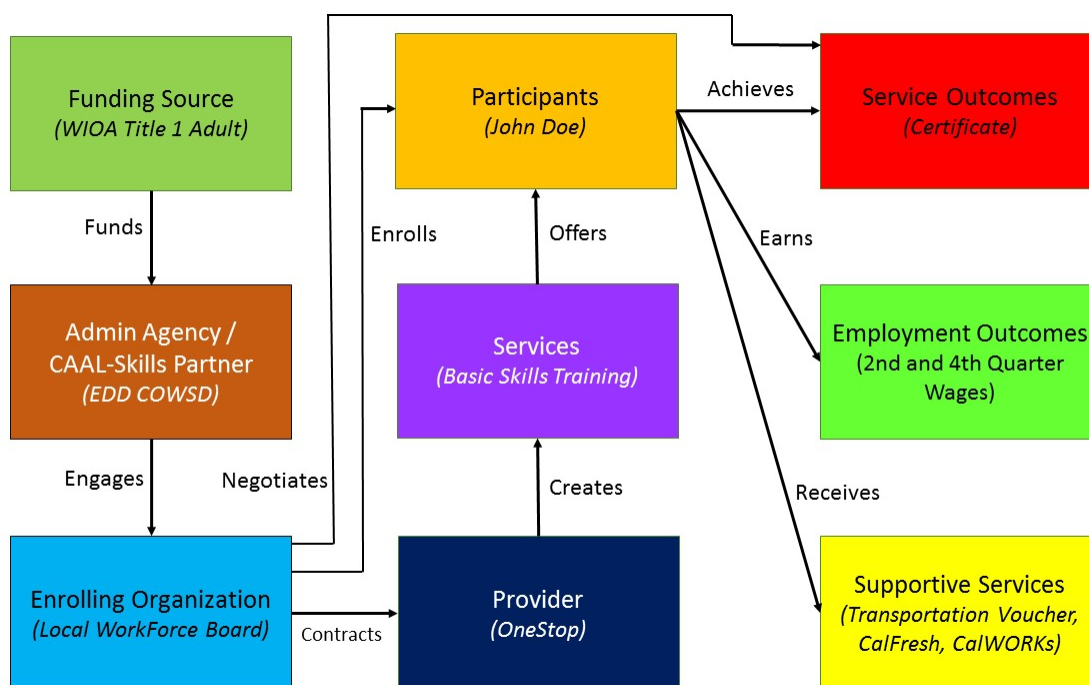 Funding Source
(WIOA Title 1 Adult)
Participants
(John Doe)
Achieves
Service Outcomes
(Certificate)
Funds
Enrolls
Offers
Earns
Admin Agency /
CAAL-Skills Partner
(EDD COWSD)
Services
(Basic Skills Training)
Employment Outcomes
(2nd and 4th Quarter
Wages)
Engages
Negotiates
Creates
Receives
Enrolling Organization
(Local WorkForce Board)
Contracts
Provider
(OneStop)
Supportive Services
(Transportation Voucher,
CalFresh, CalWORKs)